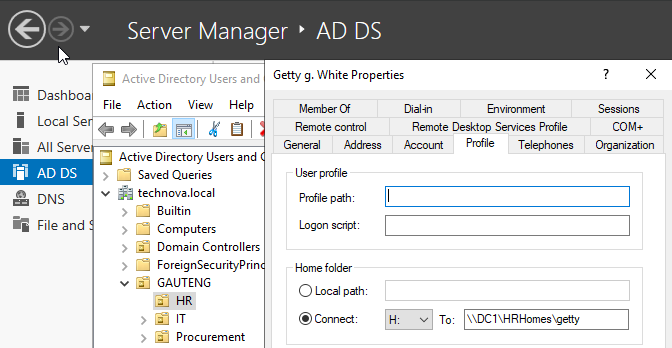 Server Manager ‣ AD DS
Dashboa
Local Ser
All Server
AD DS
DNS
File and S
Active Directory Users and C
File Action View Help
Active Directory Users and C
Saved Queries
technova.local
Builtin
Computers
Domain Controllers
ForeignSecurityPrinc
GAUTENG
HR
IT
Procurement
Getty g. White Properties
?
Member Of Dial-in Environment Sessions
Remote control Remote Desktop Services Profile COM+
General Address Account Profile Telephones Organization
User profile
Profile path:
Logon script:
Home folder
Local path:
Connect: H: To: \\DC1\HRHomes\getty